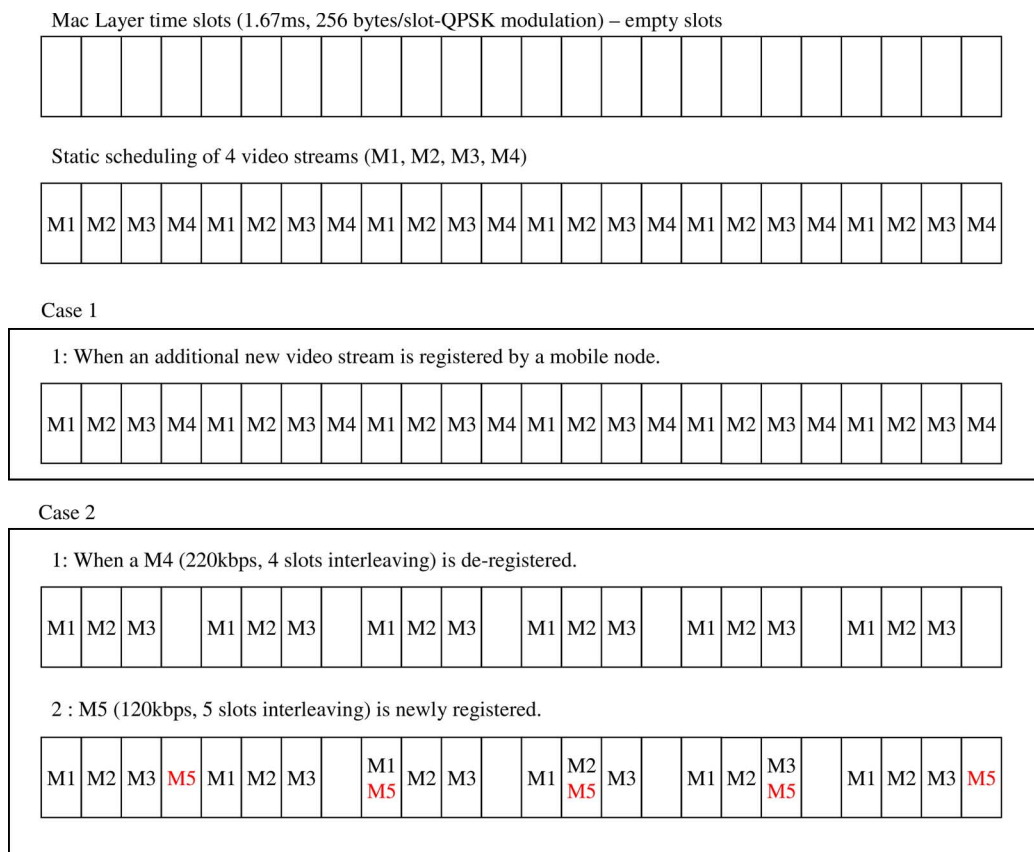 Mac Layer time slots (1.67ms, 256 bytes/slot-QPSK modulation) – empty slots
Static scheduling of 4 video streams (M1, M2, M3, M4)
M1 M2 M3 M4 M1 M2 M3 M4 M1 M2 M3 M4 M1 M2 M3 M4 M1 M2 M3 M4 M1 M2 M3 M4
Case 1
1: When an additional new video stream is registered by a mobile node.
M1 M2 M3 M4 M1 M2 M3 M4 M1 M2 M3 M4 M1 M2 M3 M4 M1 M2 M3 M4 M1 M2 M3 M4
Case 2
1: When a M4 (220kbps, 4 slots interleaving) is de-registered.
M1 M2 M3 M1 M2 M3 M1 M2 M3 M1 M2 M3 M1 M2 M3 M1 M2 M3
2 : M5 (120kbps, 5 slots interleaving) is newly registered.
M1 M2 M3 M5 M1 M2 M3 M1 M2 M3 M1 M2 M3 M1 M2 M3 M1 M2 M3 M5
M5 M5 M5